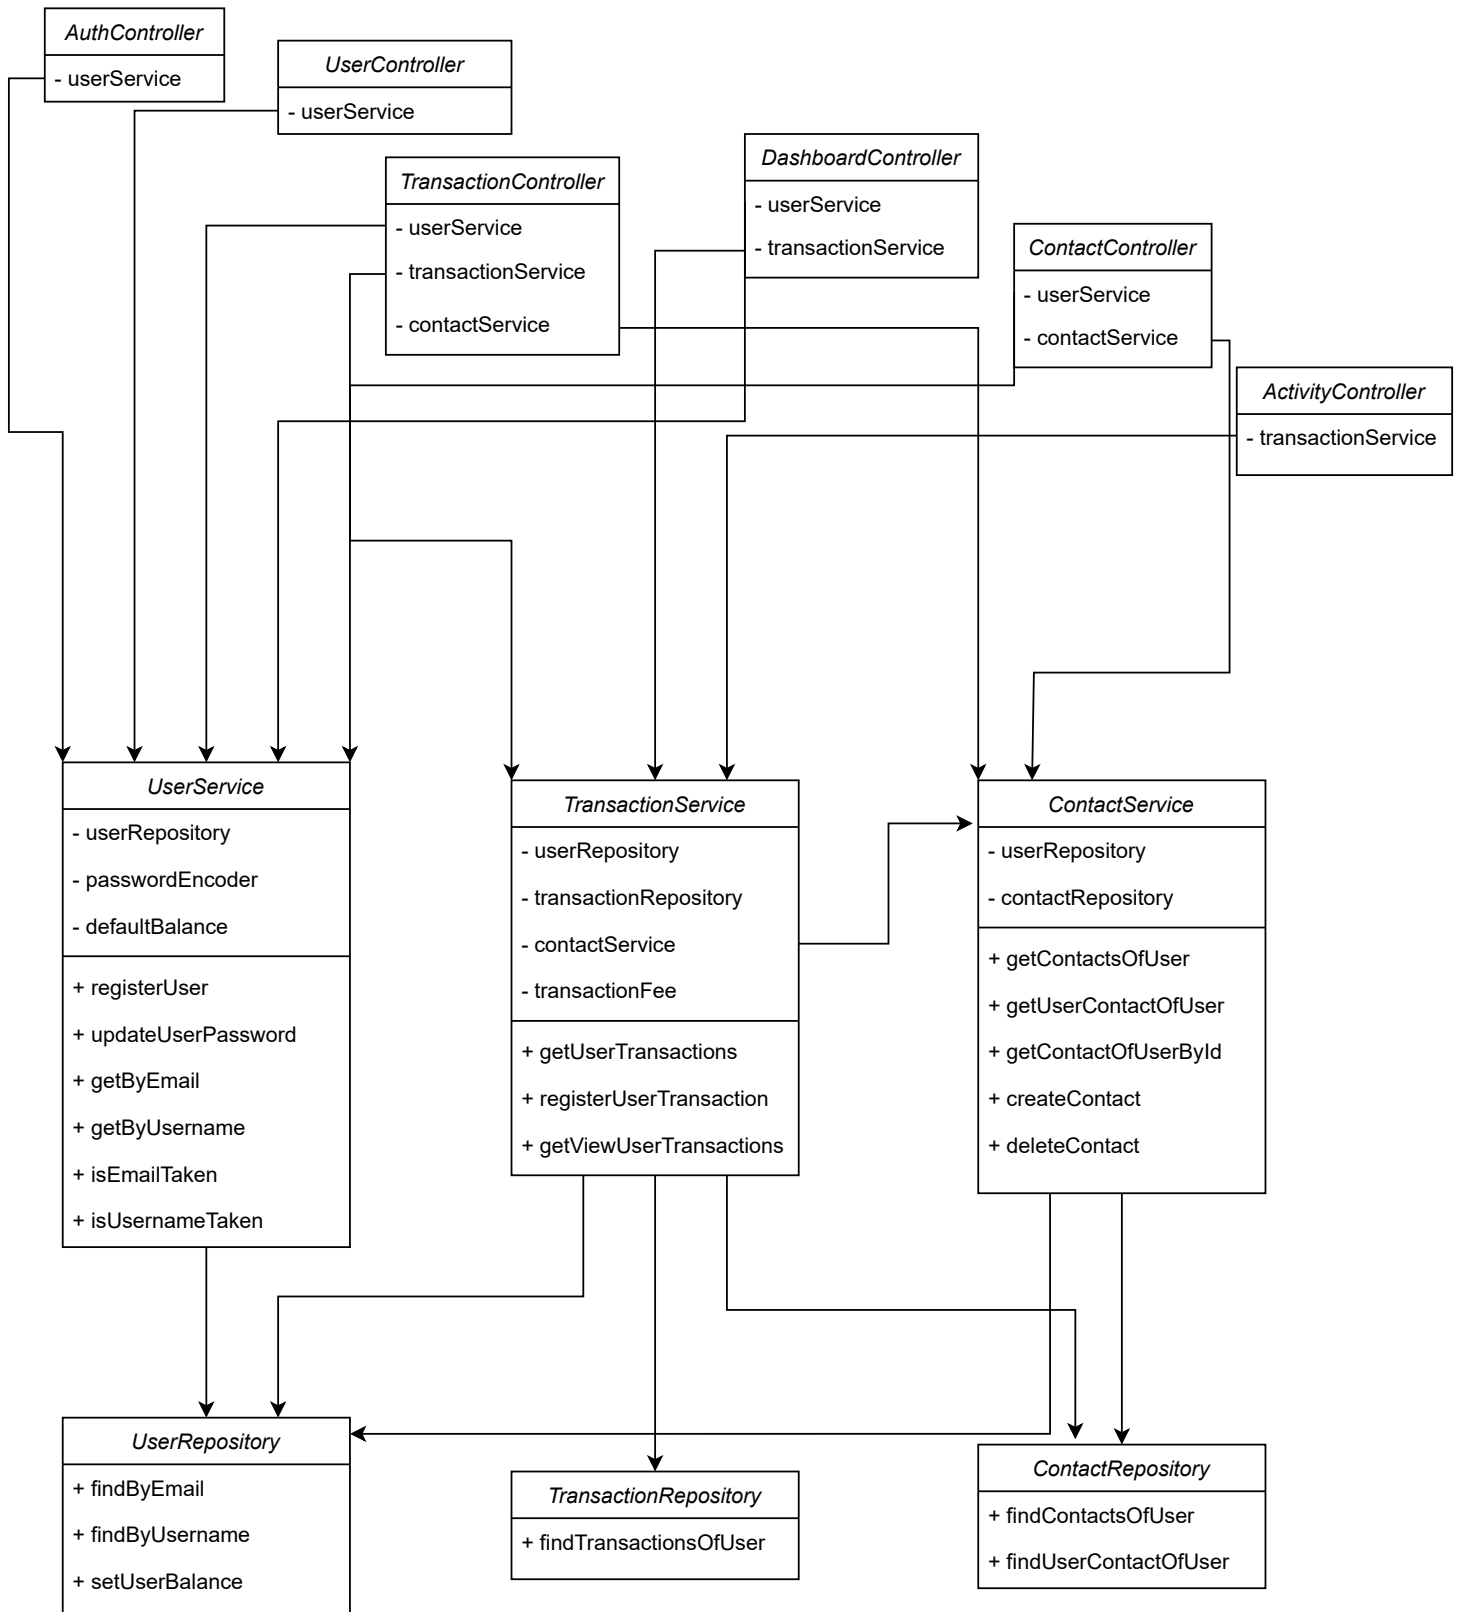 AuthController
- userService
UserController
- userService
TransactionController
- userService
- transactionService
- contactService
DashboardController
- userService
- transactionService
ContactController
- userService
- contactService
ActivityController
- transactionService
UserService
- userRepository
- passwordEncoder
- defaultBalance
+ registerUser
+ updateUserPassword
+ getByEmail
+ getByUsername
+ isEmailTaken
+ isUsernameTaken
TransactionService
- userRepository
- transactionRepository
- contactService
- transactionFee
+ getUserTransactions
+ registerUserTransaction
+ getViewUserTransactions
ContactService
- userRepository
- contactRepository
+ getContactsOfUser
+ getUserContactOfUser
+ getContactOfUserById
+ createContact
+ deleteContact
UserRepository
+ findByEmail
+ findByUsername
+ setUserBalance
TransactionRepository
+ findTransactionsOfUser
ContactRepository
+ findContactsOfUser
+ findUserContactOfUser